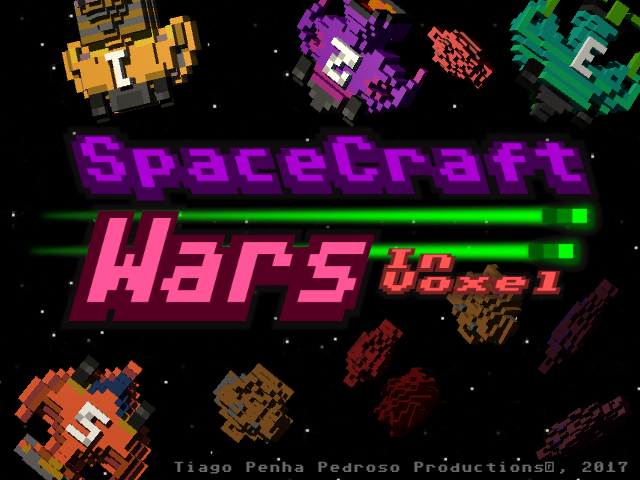 I
Z
E
SpaceCraft
Wars
In
Voxel
S
Tiago Penha Pedroso Productions©, 2017